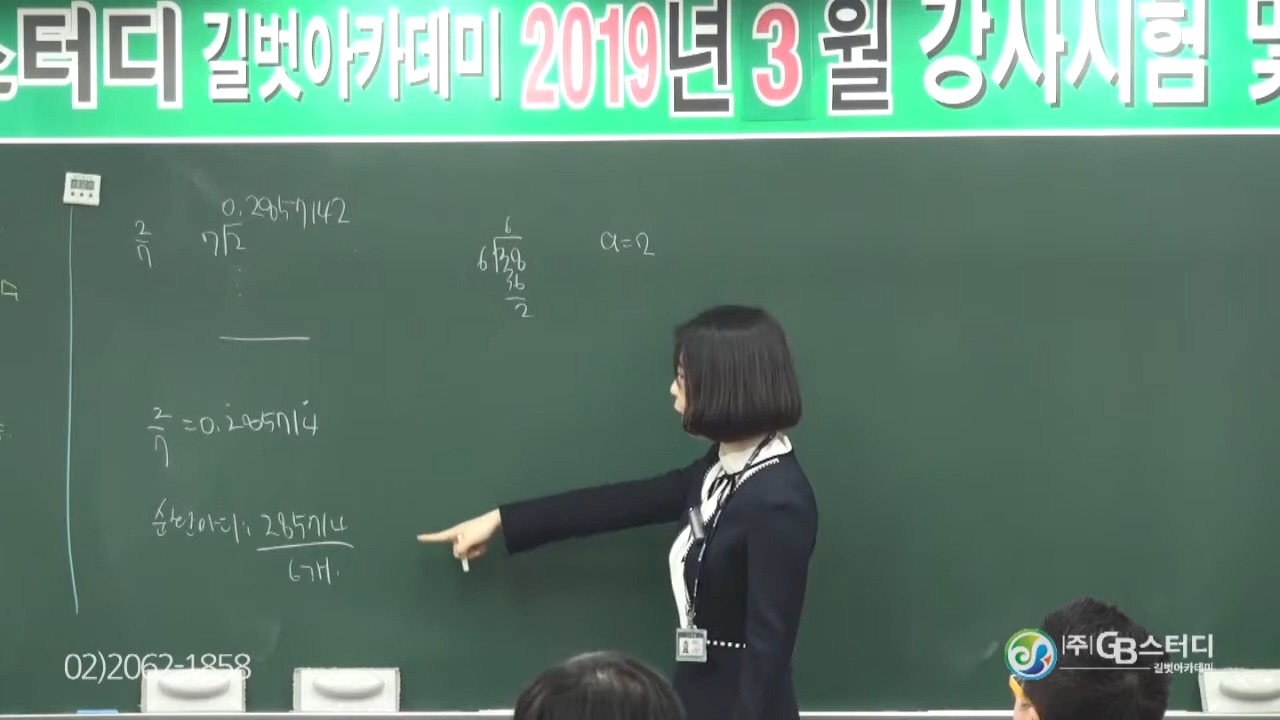 스터디 길벗아카데미 2019년 3월 강사시험 및
2/7
0.2857142
7)2
6
6)38
36
2
a=2
2/7 = 0.2̇85714̇
순환마디: 285714
6개.
02)2062-1858
(주) GB스터디
길벗아카데미